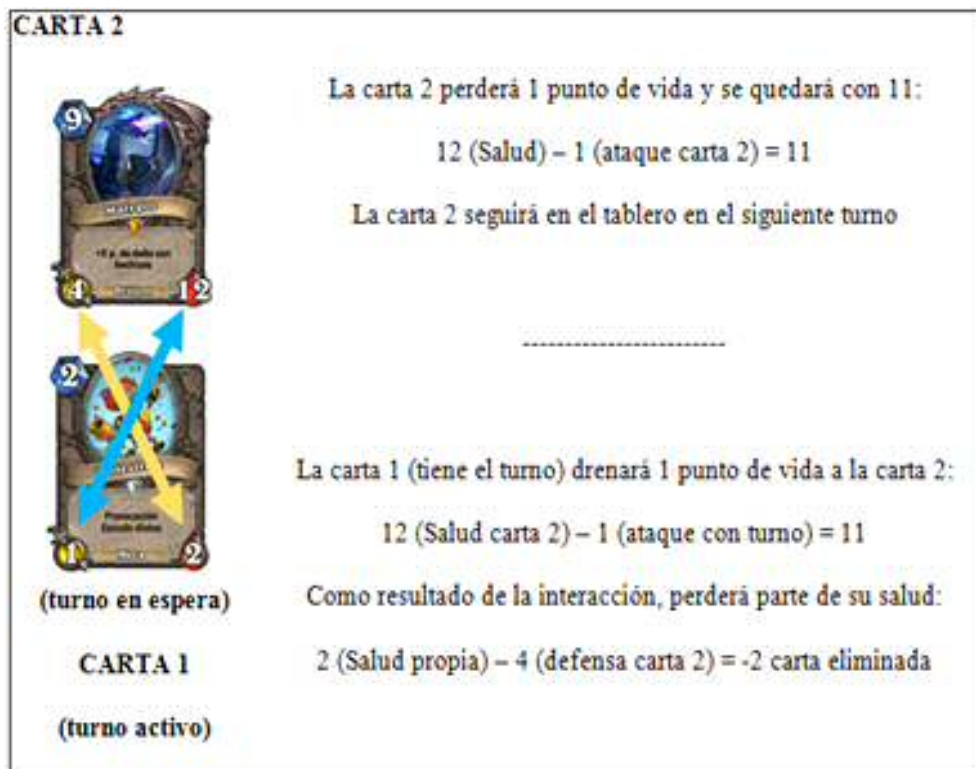 CARTA 2
9
4
12
La carta 2 perderá 1 punto de vida y se quedará con 11:
12 (Salud) – 1 (ataque carta 2) = 11
La carta 2 seguirá en el tablero en el siguiente turno
------------------------
2
Provocación
Escudo divino
1
2
(turno en espera)
CARTA 1
(turno activo)
La carta 1 (tiene el turno) drenará 1 punto de vida a la carta 2:
12 (Salud carta 2) – 1 (ataque con turno) = 11
Como resultado de la interacción, perderá parte de su salud:
2 (Salud propia) – 4 (defensa carta 2) = -2 carta eliminada